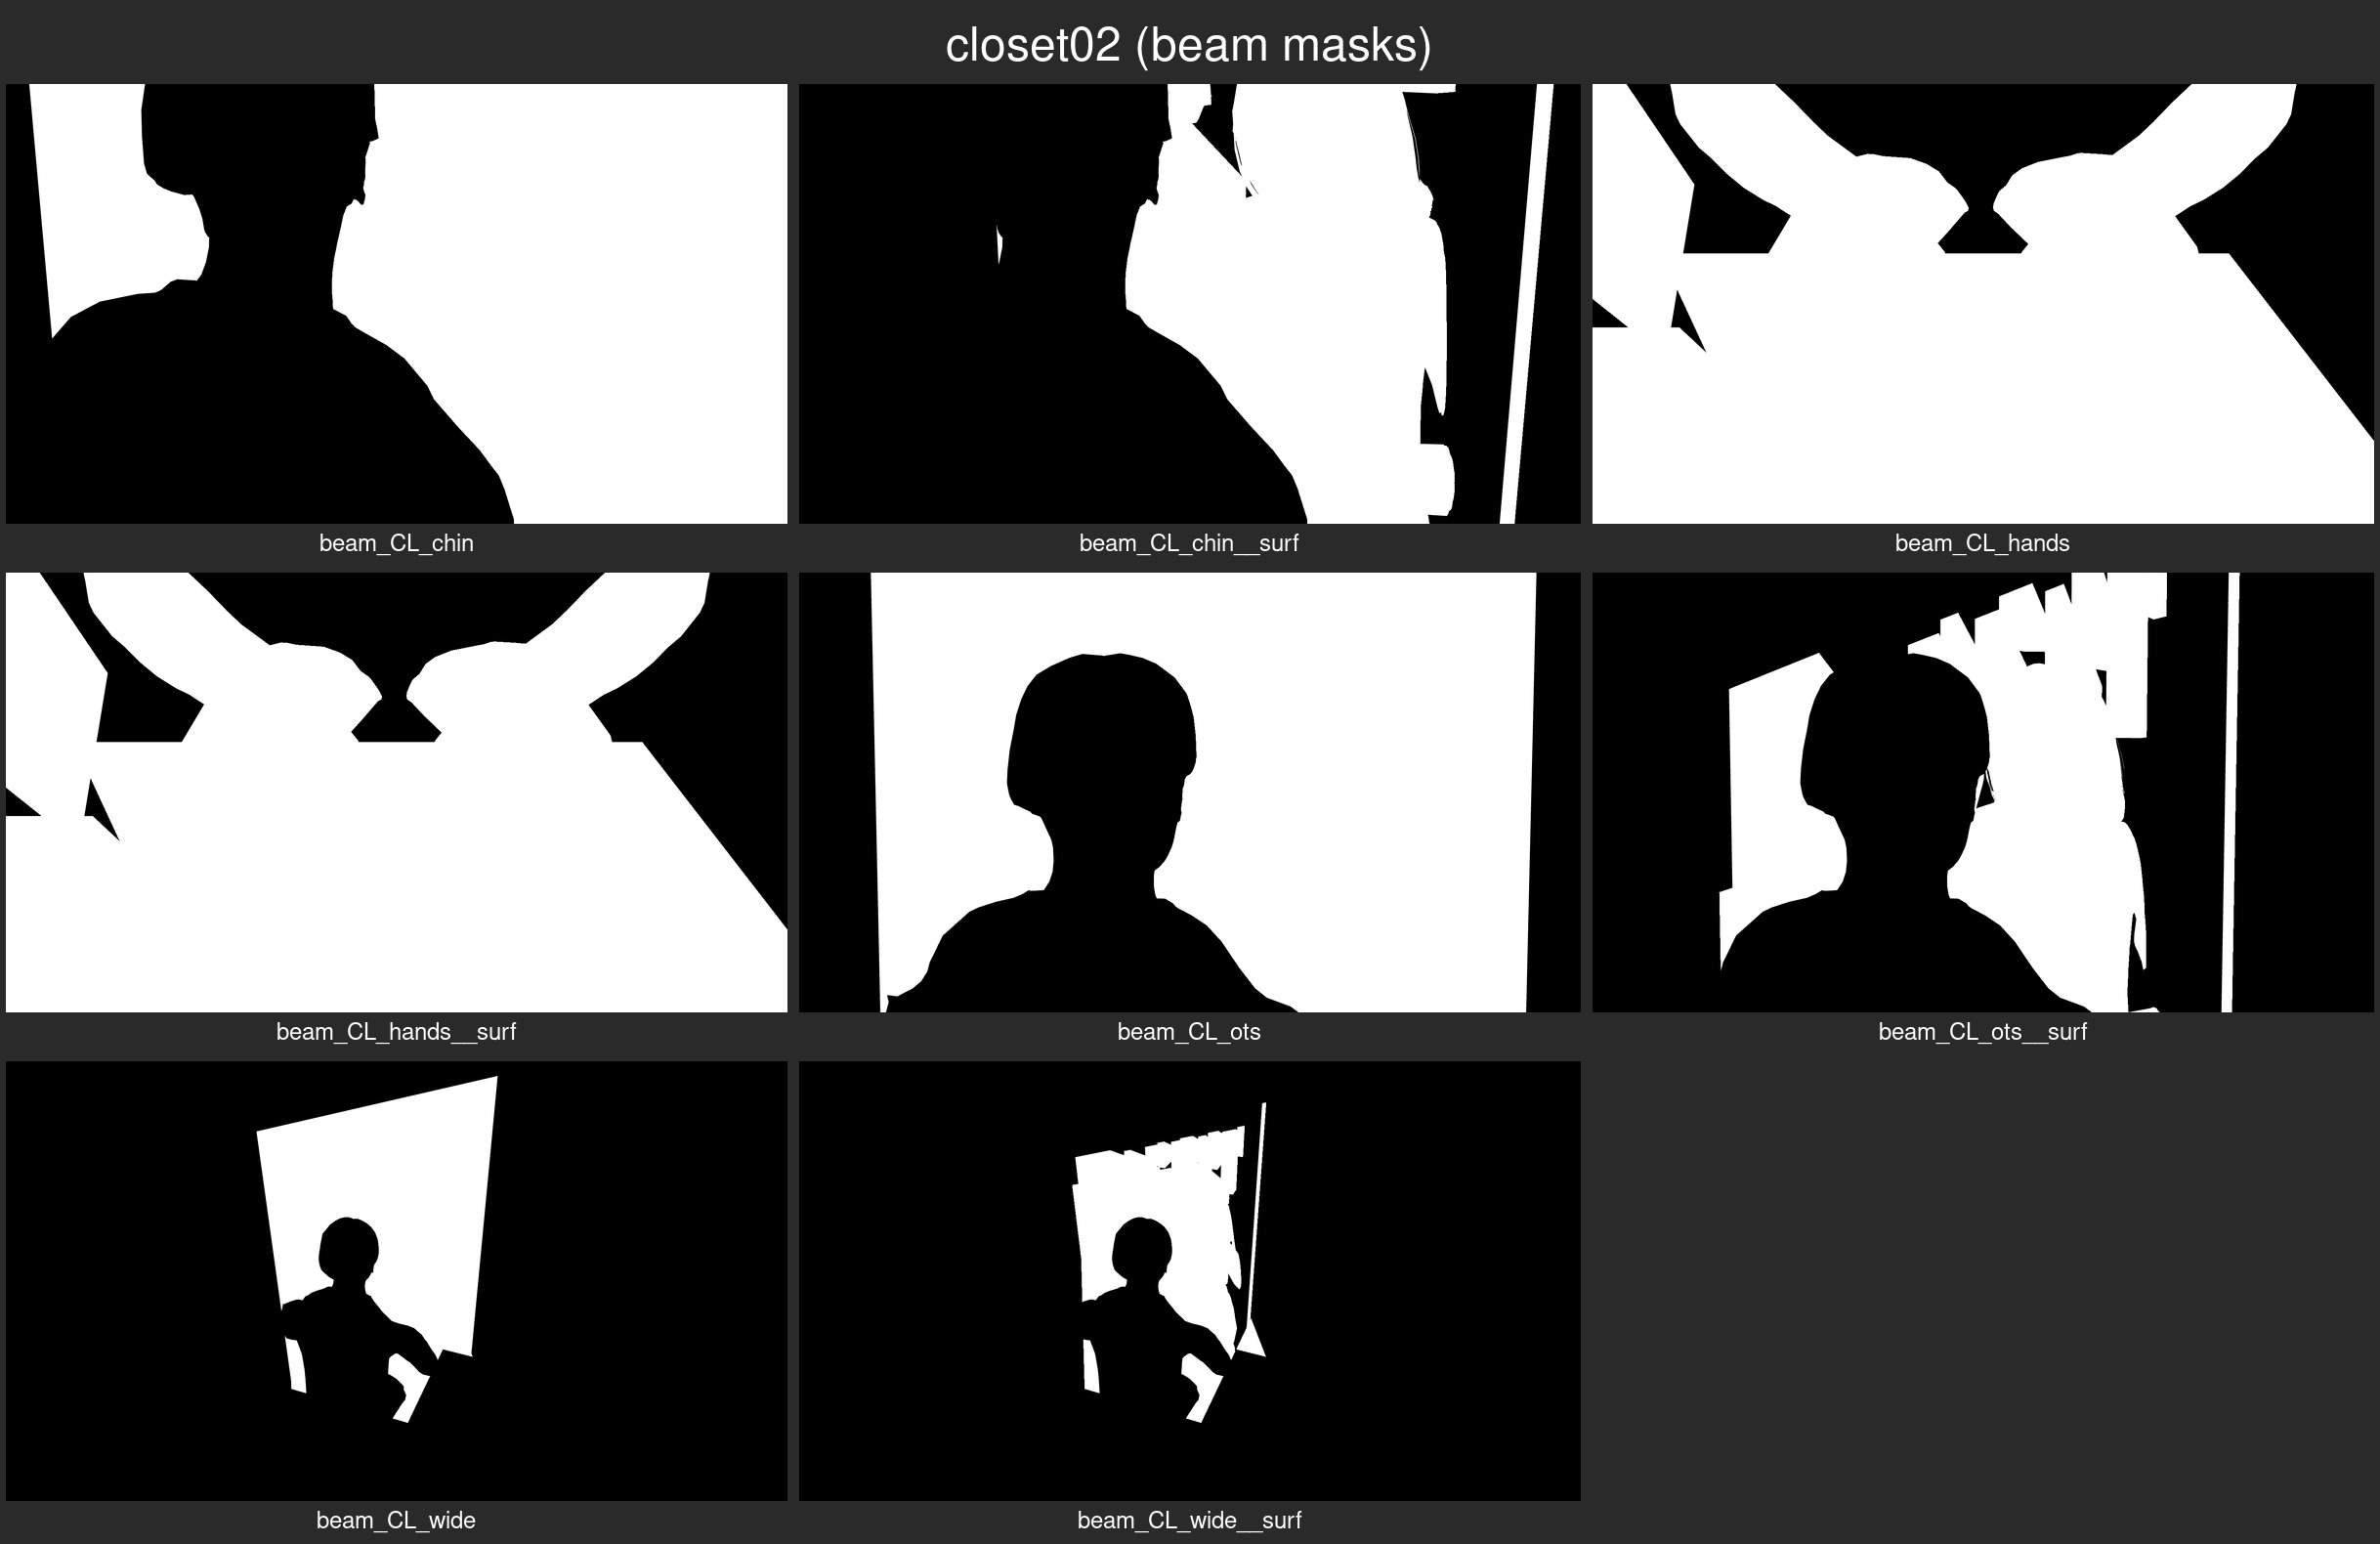 closet02 (beam masks)
beam_CL_chin
beam_CL_chin__surf
beam_CL_hands
beam_CL_hands__surf
beam_CL_ots
beam_CL_ots__surf
beam_CL_wide
beam_CL_wide__surf